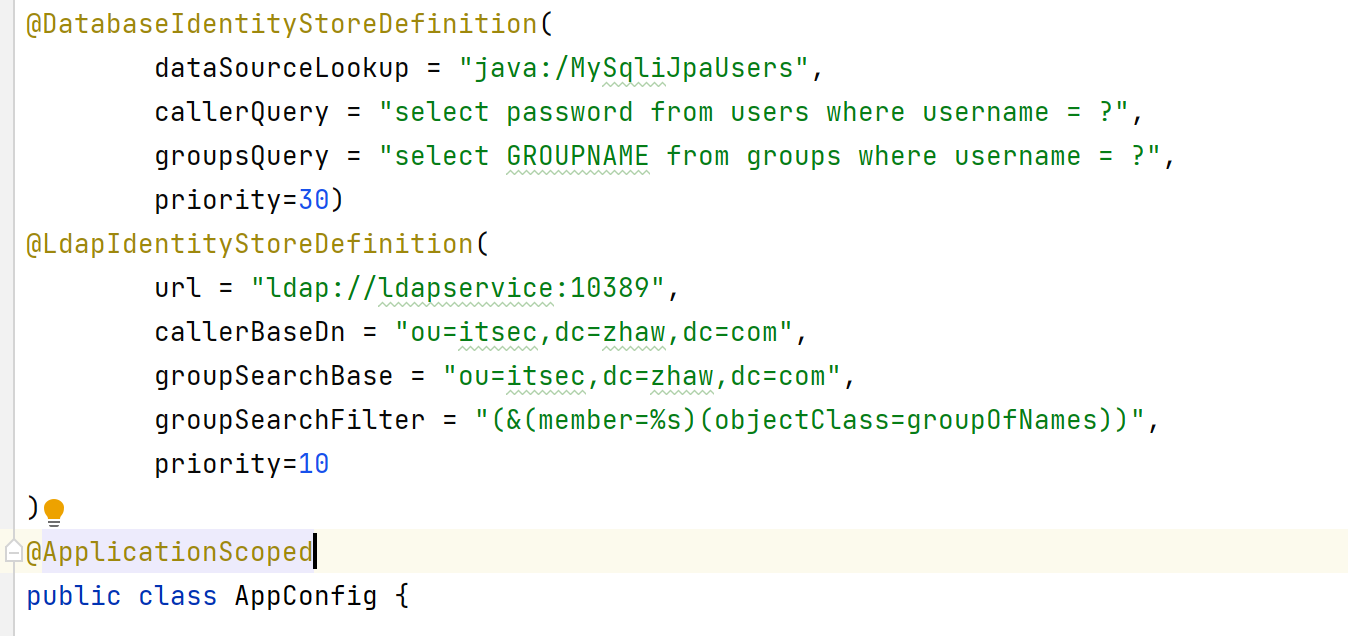 @DatabaseIdentityStoreDefinition(
dataSourceLookup = "java:/MySqliJpaUsers",
callerQuery = "select password from users where username = ?",
groupsQuery = "select GROUPNAME from groups where username = ?",
priority=30)
@LdapIdentityStoreDefinition(
url = "ldap://ldapservice:10389",
callerBaseDn = "ou=itsec,dc=zhaw,dc=com",
groupSearchBase = "ou=itsec,dc=zhaw,dc=com",
groupSearchFilter = "(&(member=%s)(objectClass=groupOfNames))",
priority=10
)
@ApplicationScoped
public class AppConfig {